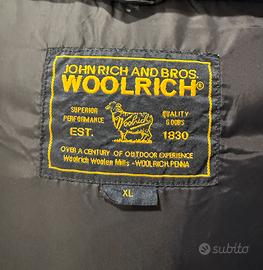 JOHN RICH AND BROS.
WOOLRICH®
SUPERIOR PERFORMANCE
QUALITY GOODS
Woolrich
EST. 1830
OVER A CENTURY OF OUTDOOR EXPERIENCE
Woolrich Woolen Mills - WOOLRICH, PENNA
XL
subito